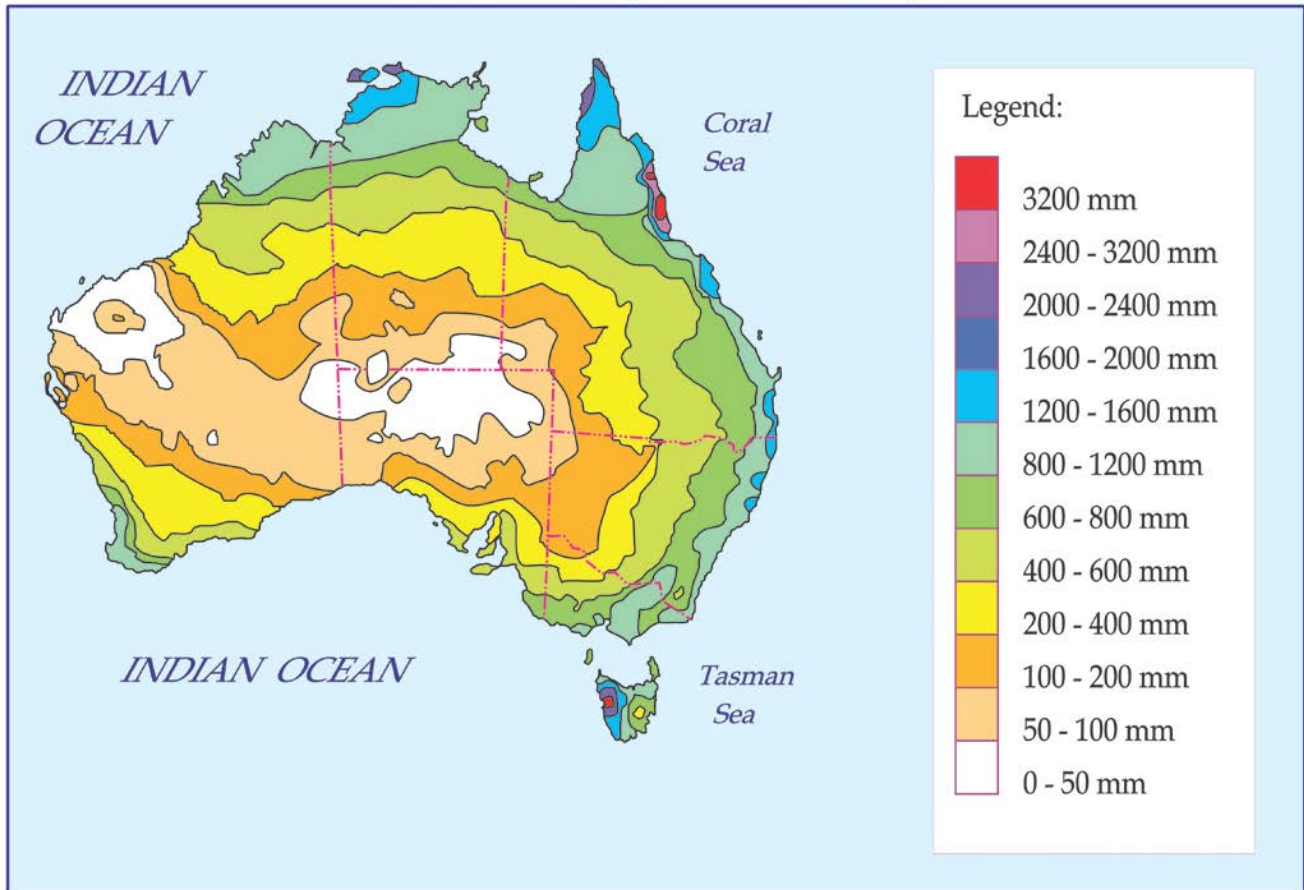 INDIAN
OCEAN
Coral
Sea
INDIAN OCEAN
Tasman
Sea
Legend:
3200 mm
2400 - 3200 mm
2000 - 2400 mm
1600 - 2000 mm
1200 - 1600 mm
800 - 1200 mm
600 - 800 mm
400 - 600 mm
200 - 400 mm
100 - 200 mm
50 - 100 mm
0 - 50 mm